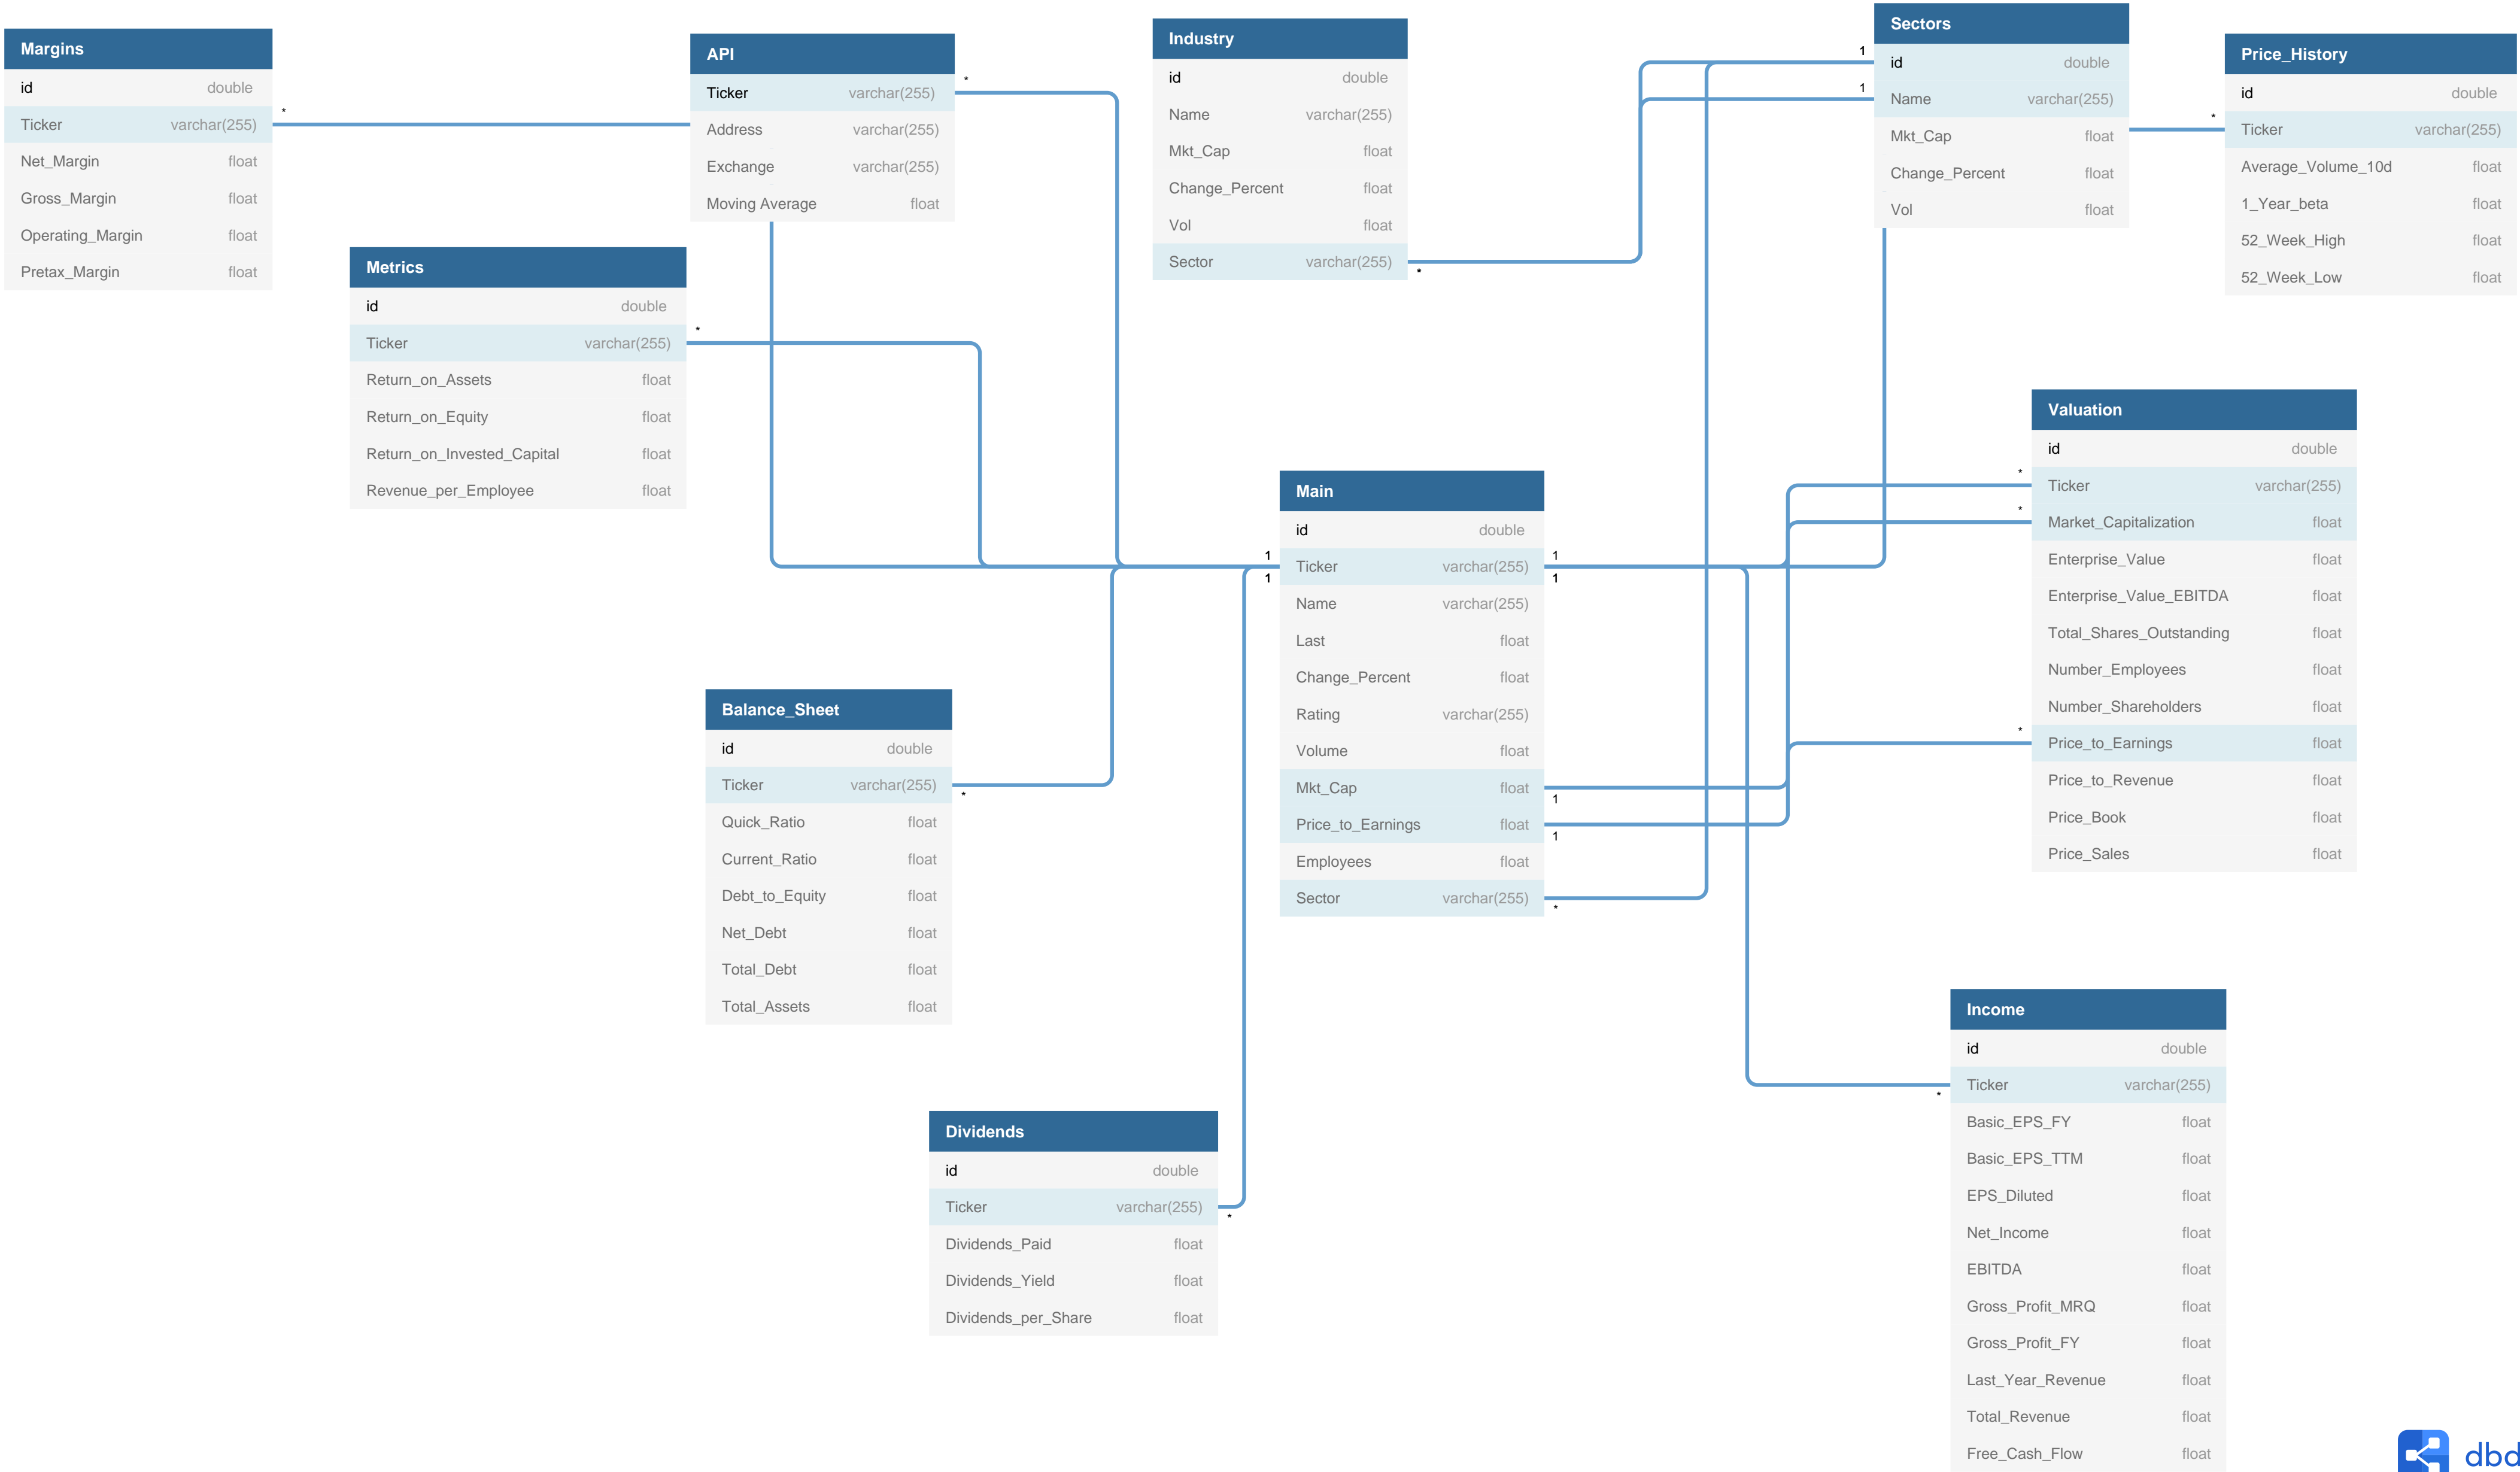 Margins
id double
Ticker varchar(255)
Net_Margin float
Gross_Margin float
Operating_Margin float
Pretax_Margin float
*
API
Ticker varchar(255)
Address varchar(255)
Exchange varchar(255)
Moving Average float
*
Industry
id double
Name varchar(255)
Mkt_Cap float
Change_Percent float
Vol float
Sector varchar(255)
*
Sectors
1
id double
1
Name varchar(255)
Mkt_Cap float
Change_Percent float
Vol float
Price_History
id double
*
Ticker varchar(255)
Average_Volume_10d float
1_Year_beta float
52_Week_High float
52_Week_Low float
Metrics
id double
Ticker varchar(255)
*
Return_on_Assets float
Return_on_Equity float
Return_on_Invested_Capital float
Revenue_per_Employee float
Valuation
id double
*
Ticker varchar(255)
*
Market_Capitalization float
Enterprise_Value float
Enterprise_Value_EBITDA float
Total_Shares_Outstanding float
Number_Employees float
Number_Shareholders float
*
Price_to_Earnings float
Price_to_Revenue float
Price_Book float
Price_Sales float
Main
id double
1 1
Ticker varchar(255)
1 1
Name varchar(255)
Last float
Change_Percent float
Rating varchar(255)
Volume float
Mkt_Cap float
1
Price_to_Earnings float
1
Employees float
Sector varchar(255)
*
Balance_Sheet
id double
Ticker varchar(255)
*
Quick_Ratio float
Current_Ratio float
Debt_to_Equity float
Net_Debt float
Total_Debt float
Total_Assets float
Dividends
id double
Ticker varchar(255)
*
Dividends_Paid float
Dividends_Yield float
Dividends_per_Share float
Income
id double
Ticker varchar(255)
*
Basic_EPS_FY float
Basic_EPS_TTM float
EPS_Diluted float
Net_Income float
EBITDA float
Gross_Profit_MRQ float
Gross_Profit_FY float
Last_Year_Revenue float
Total_Revenue float
Free_Cash_Flow float
dbd